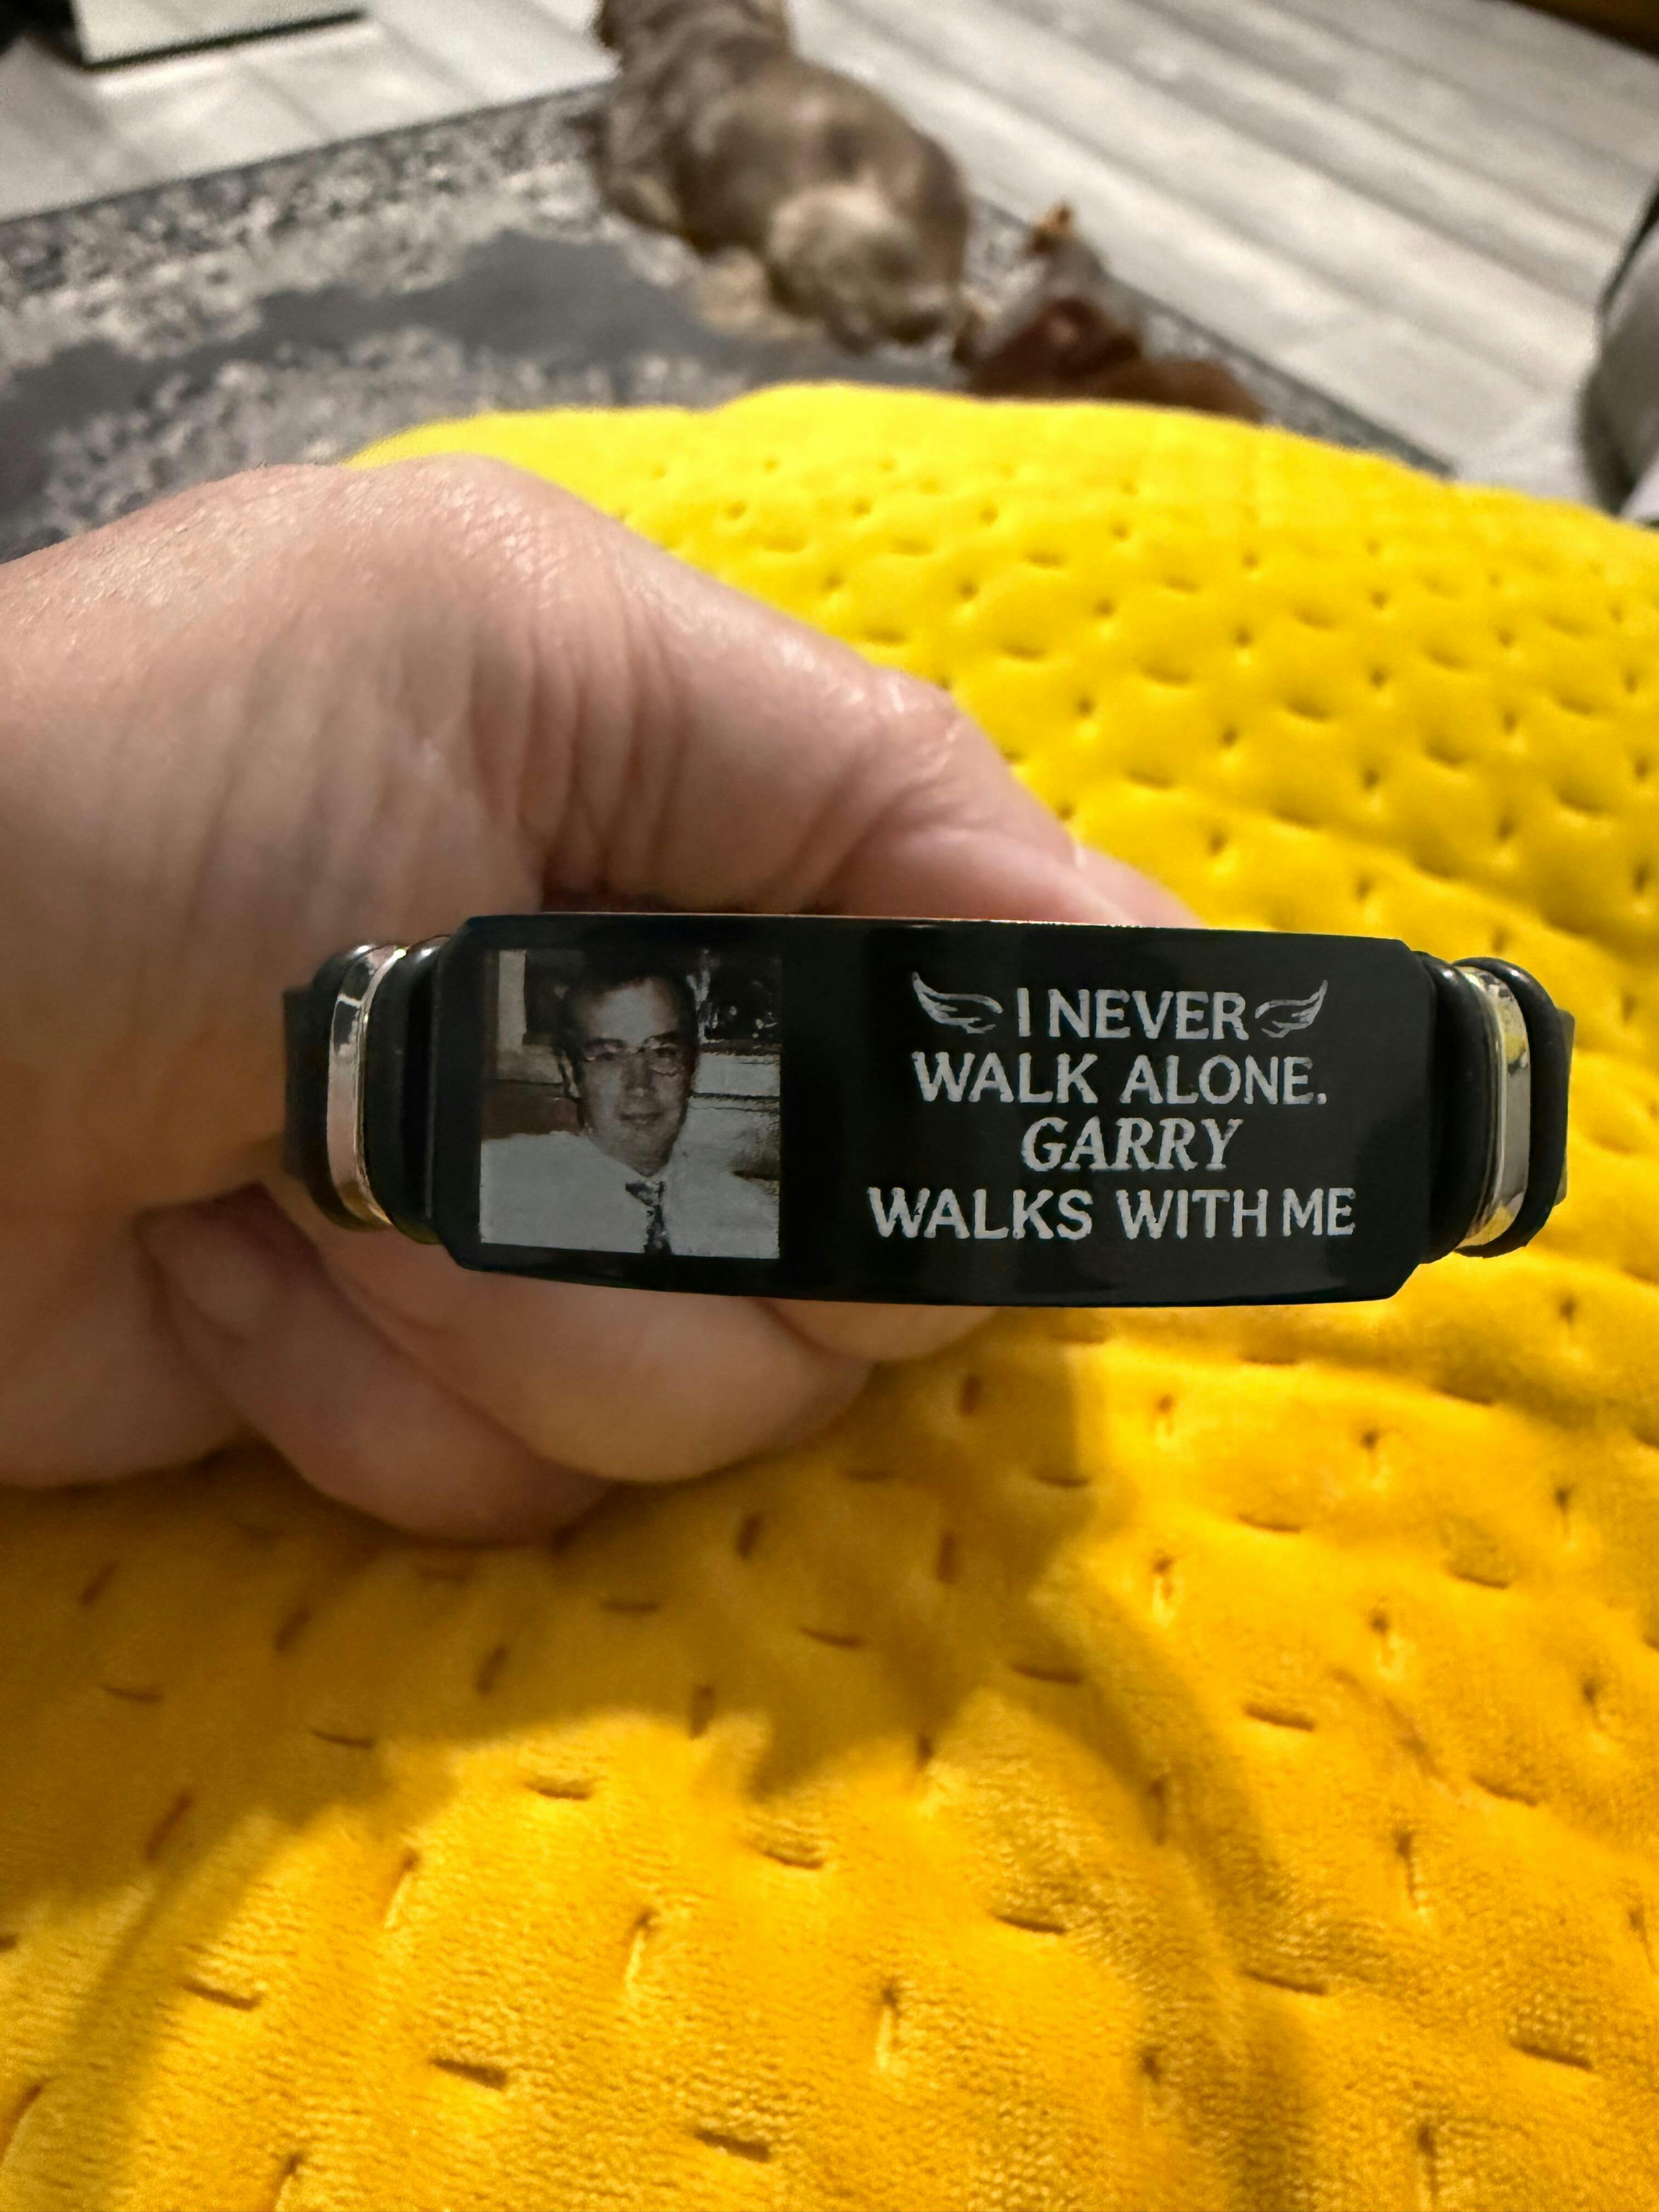 I NEVER
WALK ALONE.
GARRY
WALKS WITH ME